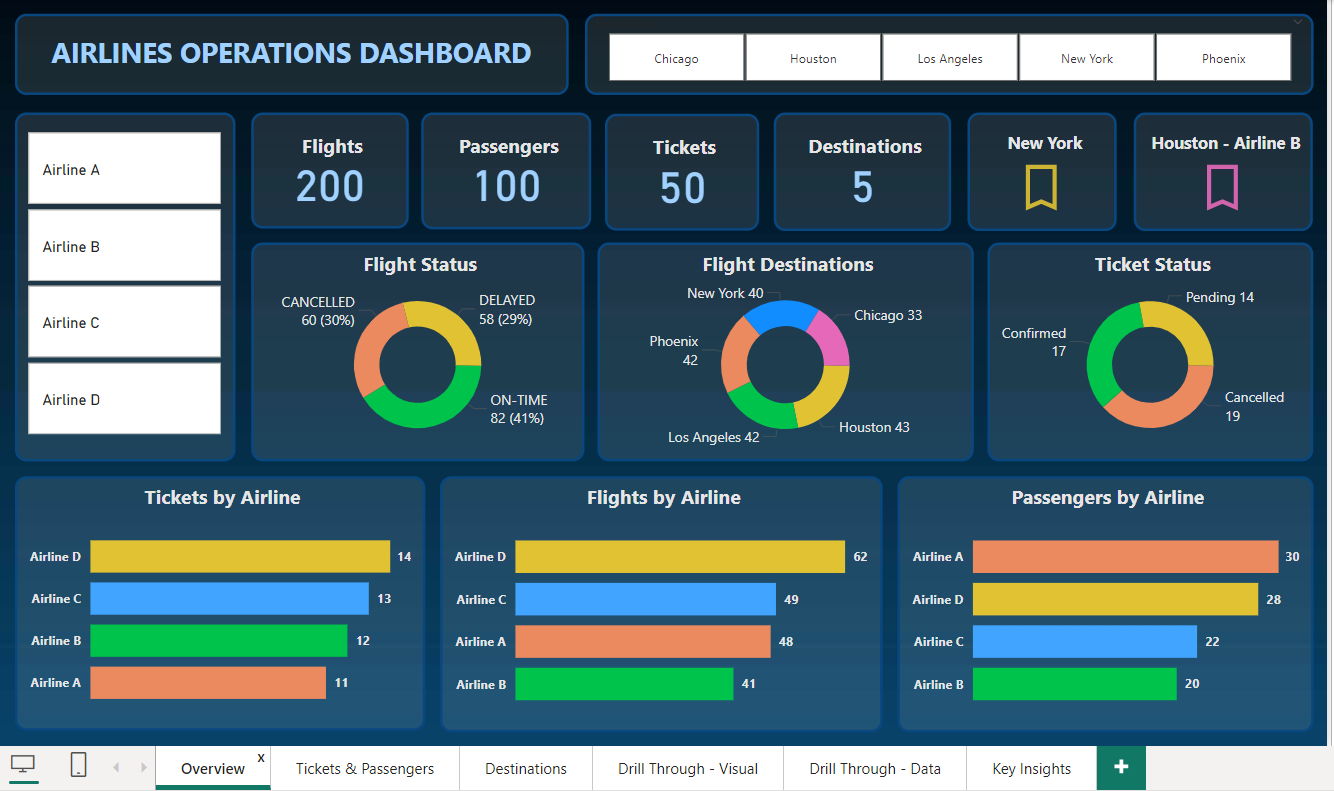 AIRLINES OPERATIONS DASHBOARD
Chicago
Houston
Los Angeles
New York
Phoenix
Airline A
Airline B
Airline C
Airline D
Flights
200
Passengers
100
Tickets
50
Destinations
5
New York
Houston - Airline B
Flight Status
CANCELLED
60 (30%)
DELAYED
58 (29%)
ON-TIME
82 (41%)
Flight Destinations
New York 40
Chicago 33
Phoenix
42
Los Angeles 42
Houston 43
Ticket Status
Pending 14
Confirmed
17
Cancelled
19
Tickets by Airline
Airline D 14
Airline C 13
Airline B 12
Airline A 11
Flights by Airline
Airline D 62
Airline C 49
Airline A 48
Airline B 41
Passengers by Airline
Airline A 30
Airline D 28
Airline C 22
Airline B 20
Overview
X
Tickets & Passengers
Destinations
Drill Through - Visual
Drill Through - Data
Key Insights
+